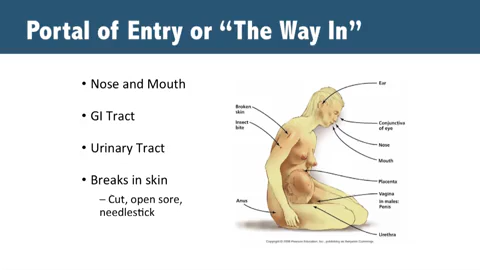 Portal of Entry or “The Way In”
• Nose and Mouth
• GI Tract
• Urinary Tract
• Breaks in skin
– Cut, open sore,
needlestick
Ear
Broken
skin
Insect
bite
Conjunctiva
of eye
Nose
Mouth
Placenta
Vagina
In males:
Penis
Anus
Urethra